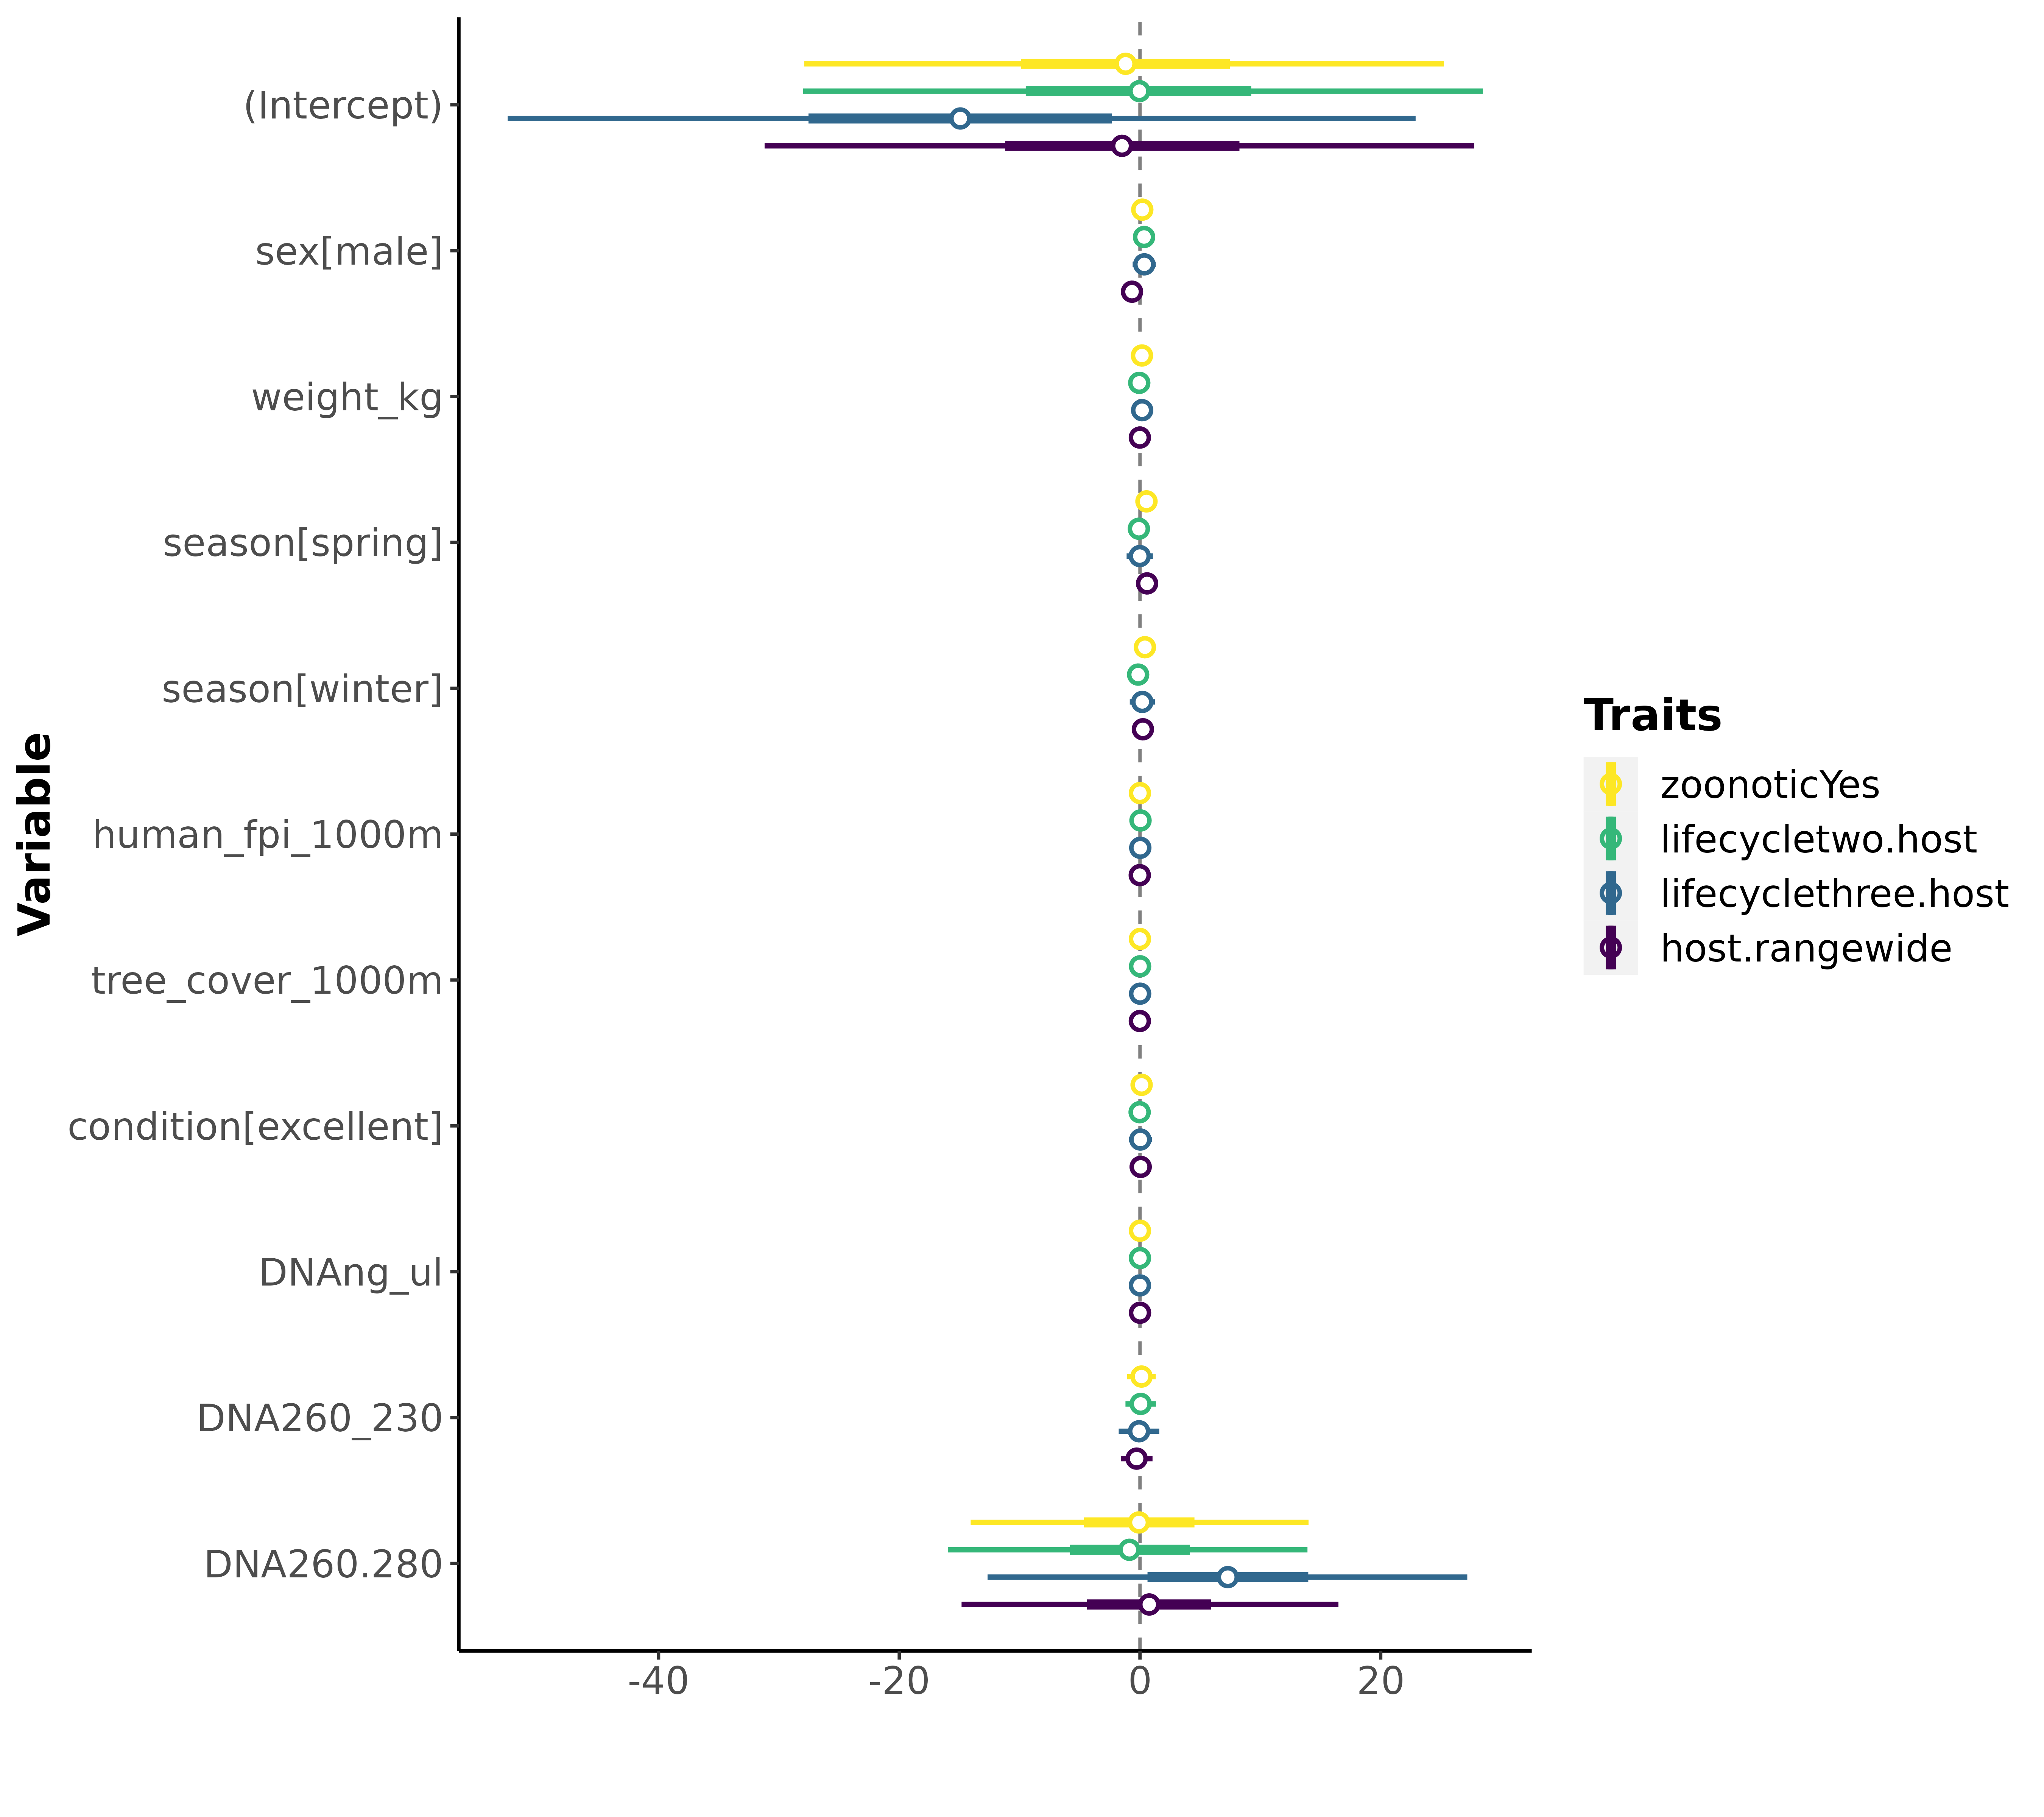 Variable
(Intercept)
sex[male]
weight_kg
season[spring]
season[winter]
human_fpi_1000m
tree_cover_1000m
condition[excellent]
DNAng_ul
DNA260_230
DNA260.280
-40 -20 0 20
Traits
zoonoticYes
lifecycletwo.host
lifecyclethree.host
host.rangewide